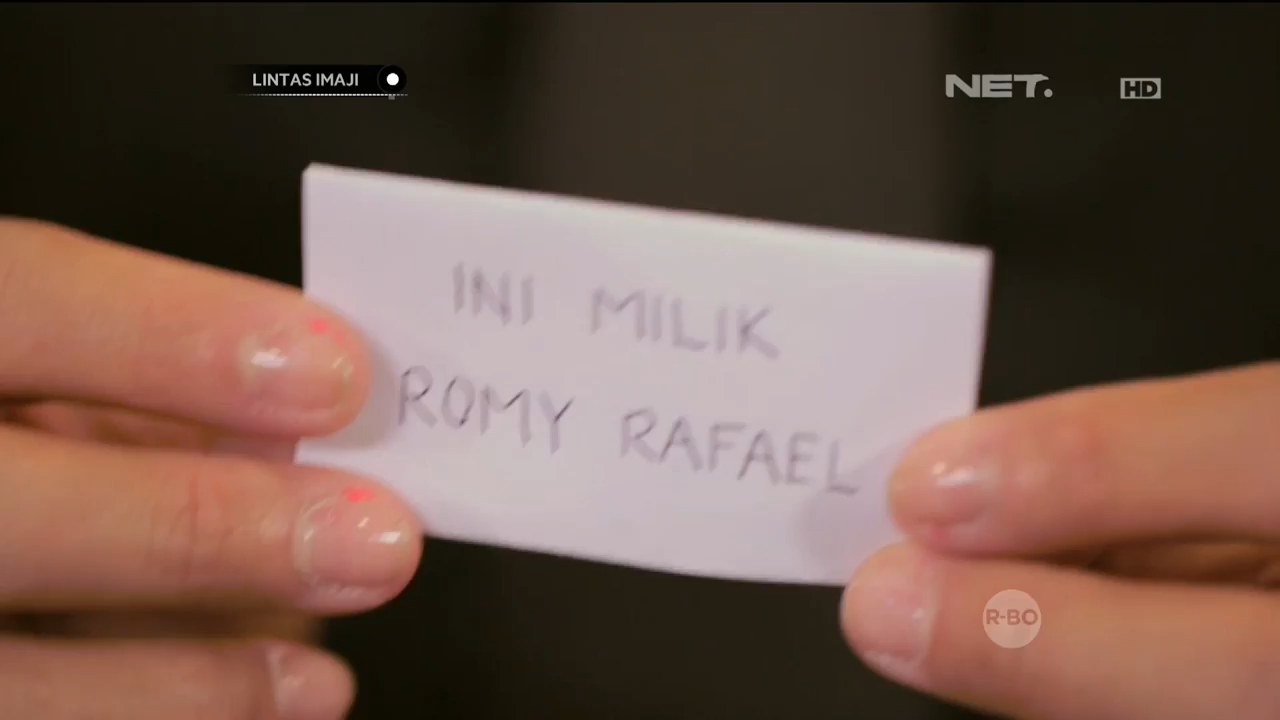 LINTAS IMAJI
NET.
HD
INI MILIK
ROMY RAFAEL
R-BO